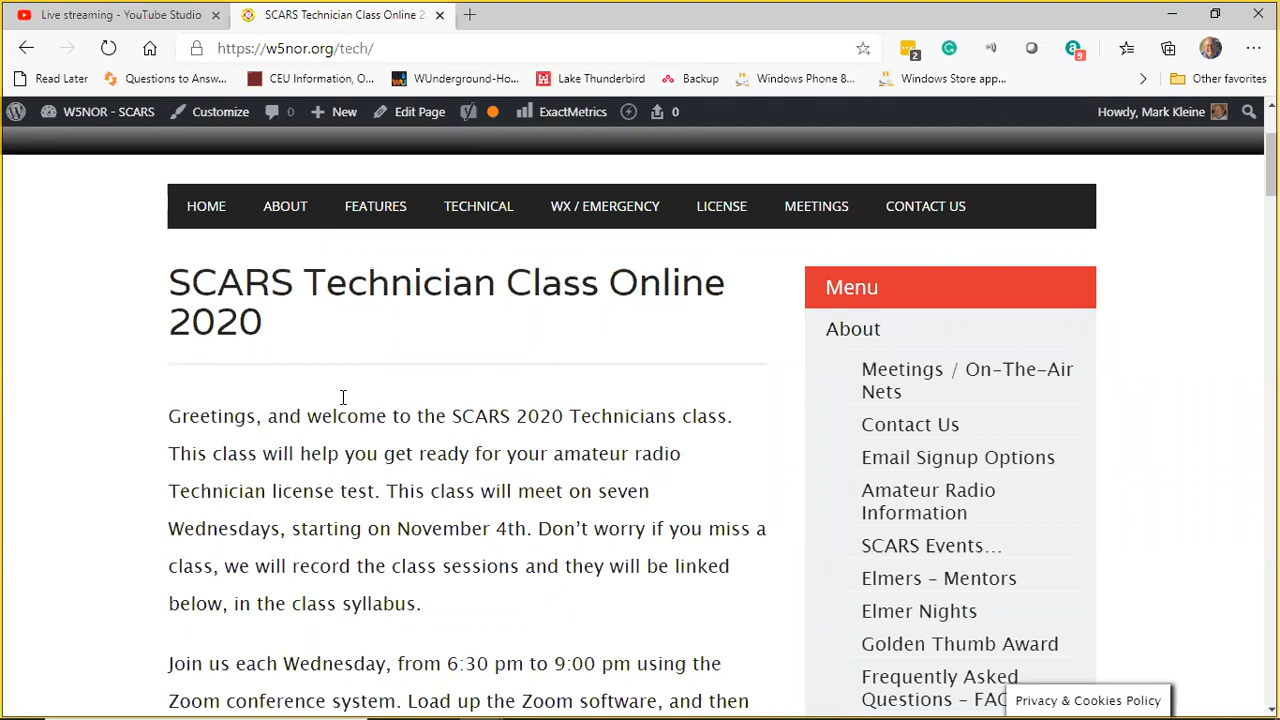 Live streaming - YouTube Studio
SCARS Technician Class Online 2
https://w5nor.org/tech/
2
9
Read Later
Questions to Answ...
CEU Information, O...
WUnderground-Ho...
Lake Thunderbird
Backup
Windows Phone 8...
Windows Store app...
Other favorites
W5NOR - SCARS
Customize
0
New
Edit Page
ExactMetrics
0
Howdy, Mark Kleine
HOME
ABOUT
FEATURES
TECHNICAL
WX / EMERGENCY
LICENSE
MEETINGS
CONTACT US
SCARS Technician Class Online
2020
Greetings, and welcome to the SCARS 2020 Technicians class.
This class will help you get ready for your amateur radio
Technician license test. This class will meet on seven
Wednesdays, starting on November 4th. Don’t worry if you miss a
class, we will record the class sessions and they will be linked
below, in the class syllabus.
Join us each Wednesday, from 6:30 pm to 9:00 pm using the
Zoom conference system. Load up the Zoom software, and then
Menu
About
Meetings / On-The-Air
Nets
Contact Us
Email Signup Options
Amateur Radio
Information
SCARS Events...
Elmers – Mentors
Elmer Nights
Golden Thumb Award
Frequently Asked
Questions – FAQ
Privacy & Cookies Policy